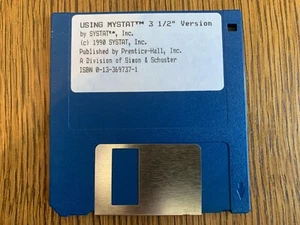 USING MYSTAT™ 3 1/2" Version
by SYSTAT™, Inc.
(c) 1990 SYSTAT, Inc.
Published by Prentice-Hall, Inc.
A Division of Simon & Schuster
ISBN 0-13-369737-1